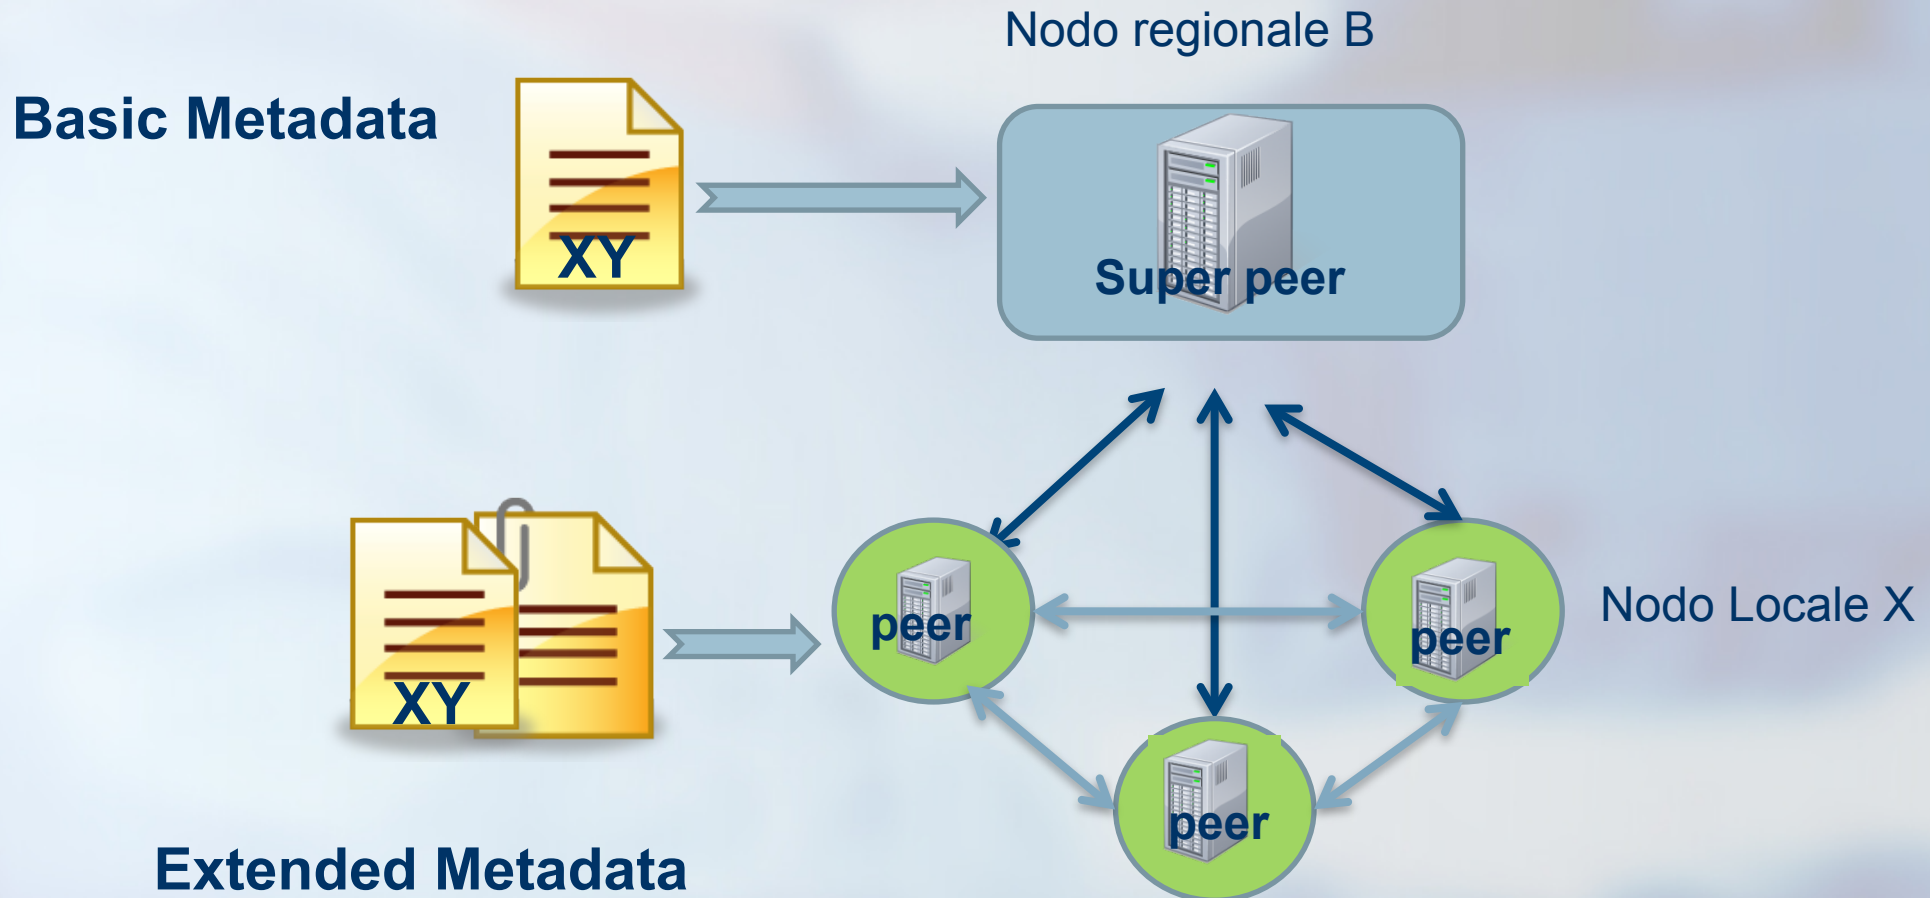 Nodo regionale B
Basic Metadata
XY
Super peer
peer
peer
Nodo Locale X
XY
peer
Extended Metadata